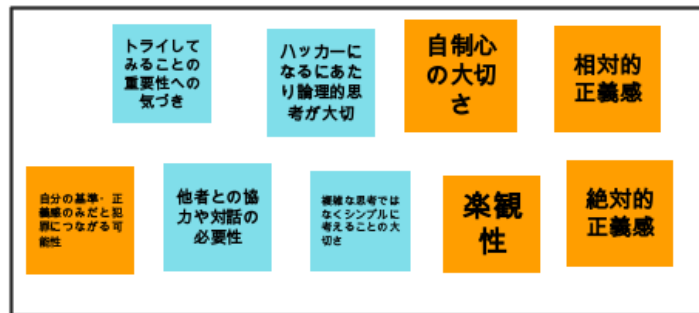 トライして
みることの
重要性への
気づき
ハッカーに
なるにあた
り論理的思
考が大切
自制心
の大切
さ
相対的
正義感
自分の基準・正
義感のみだと犯
罪につながる可
能性
他者との協
力や対話の
必要性
複雑な思考では
なくシンプルに
考えることの大
切さ
楽観
性
絶対的
正義感